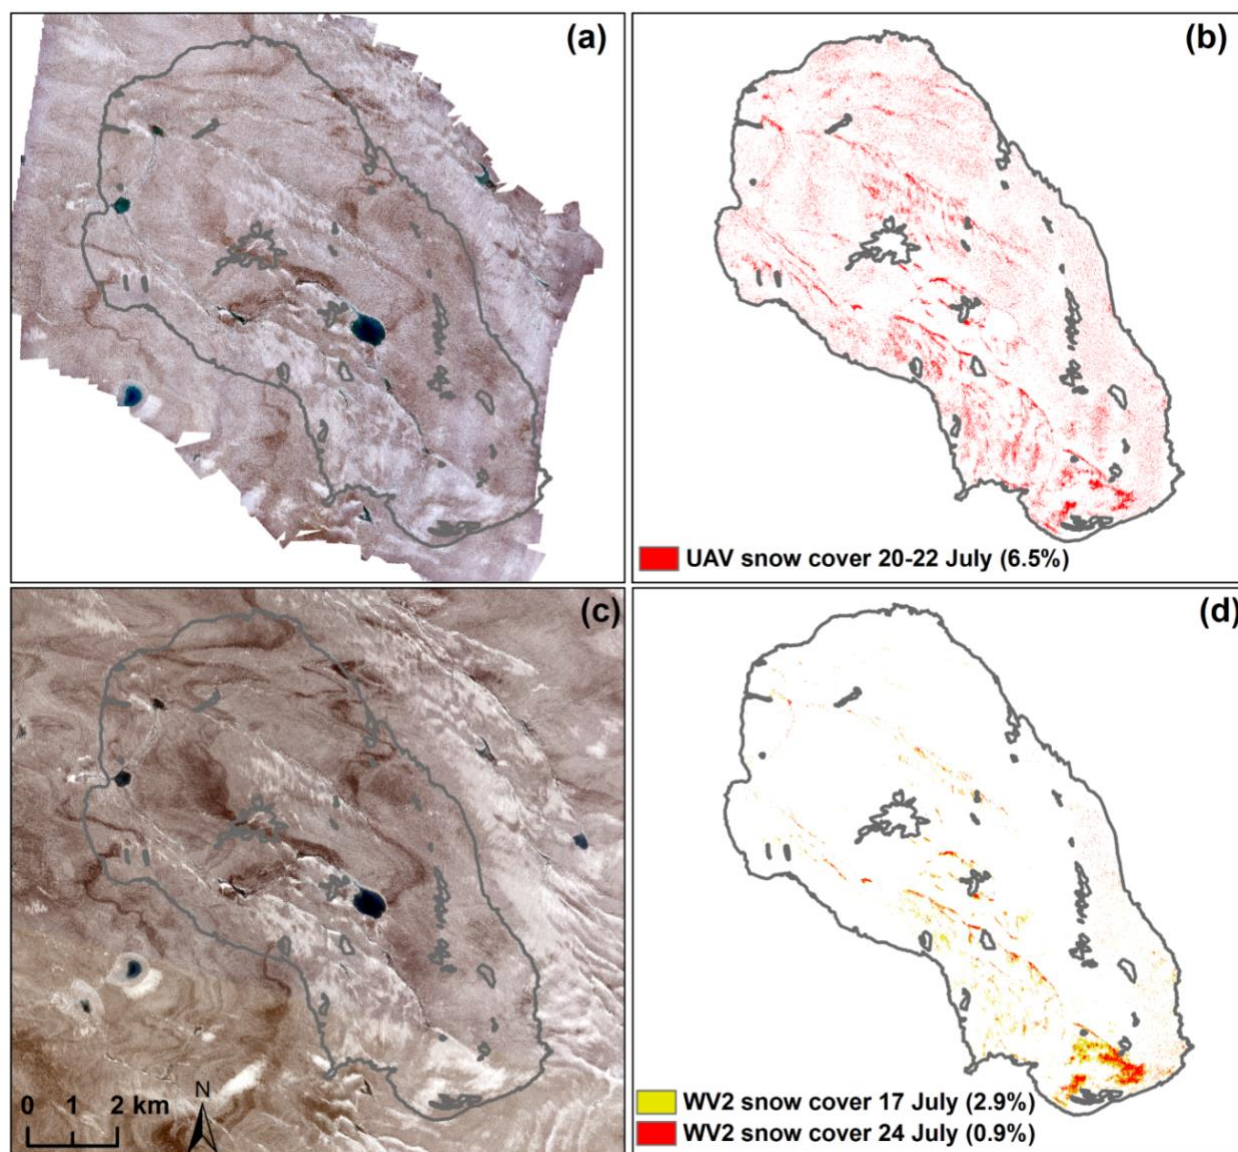 (a)
(b)
UAV snow cover 20-22 July (6.5%)
(c)
(d)
N
0 1 2 km
WV2 snow cover 17 July (2.9%)
WV2 snow cover 24 July (0.9%)